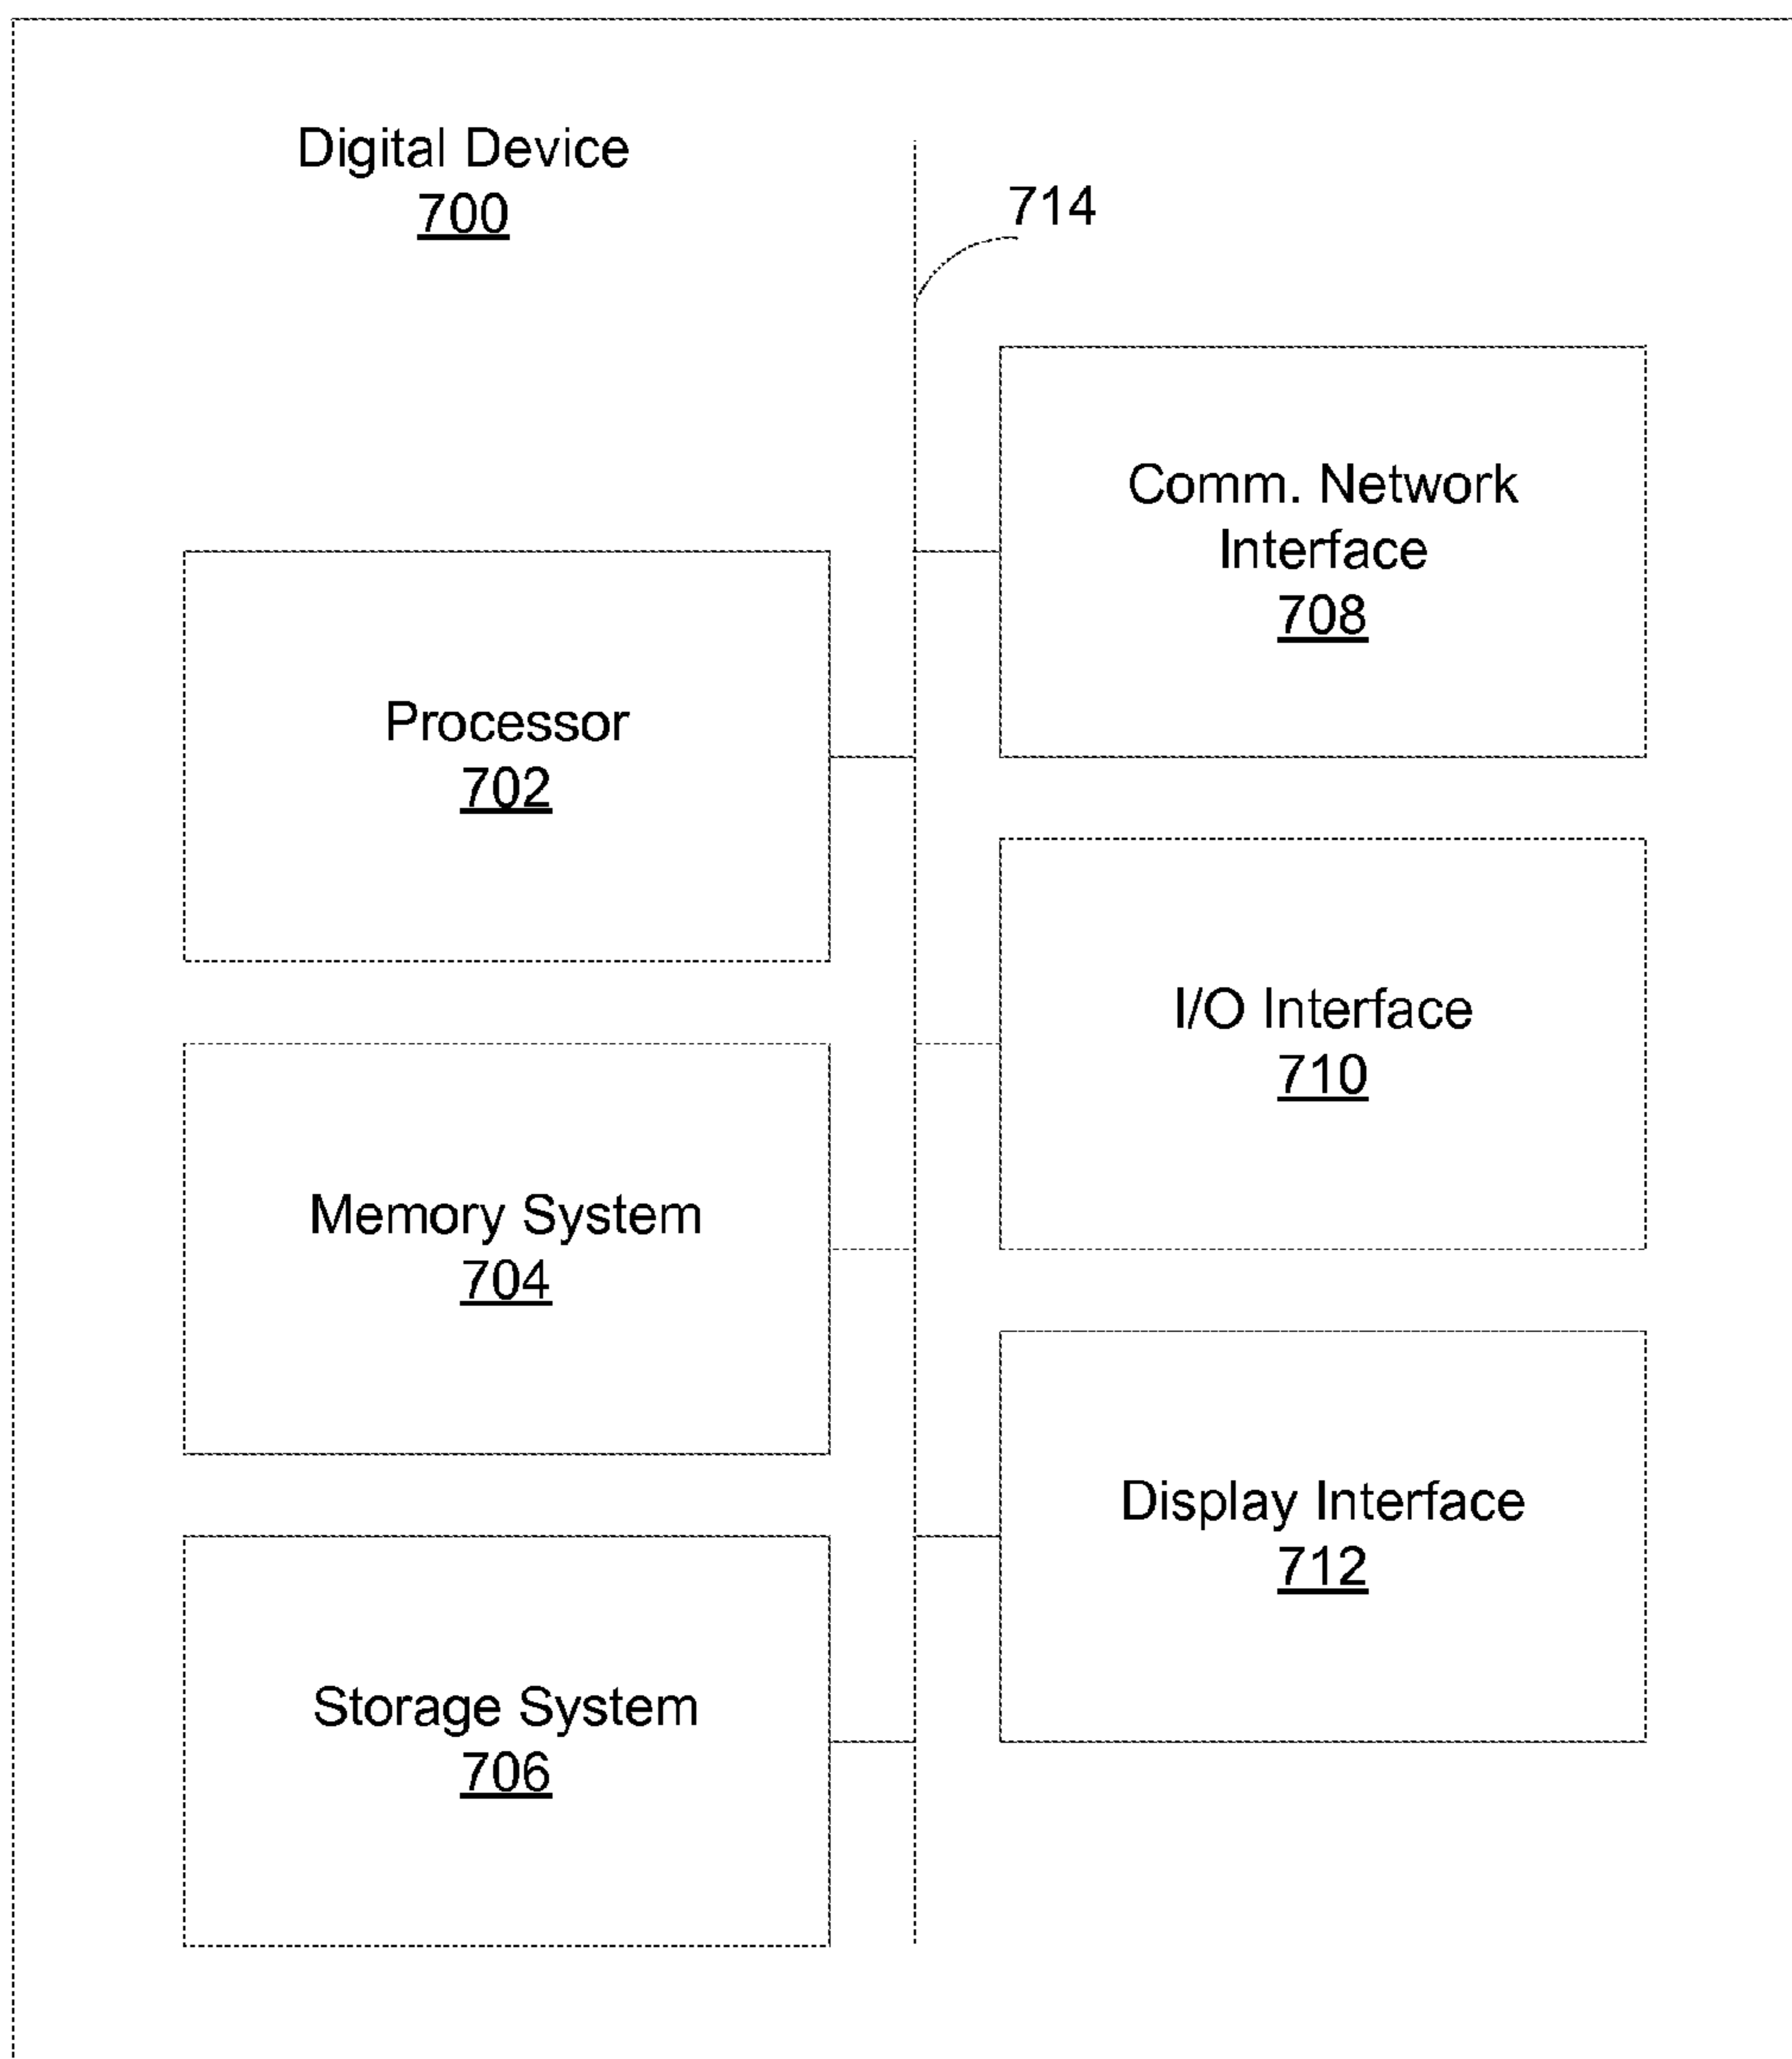 Digital Device
700
714
Comm. Network
Interface
708
Processor
702
I/O Interface
710
Memory System
704
Display Interface
712
Storage System
706